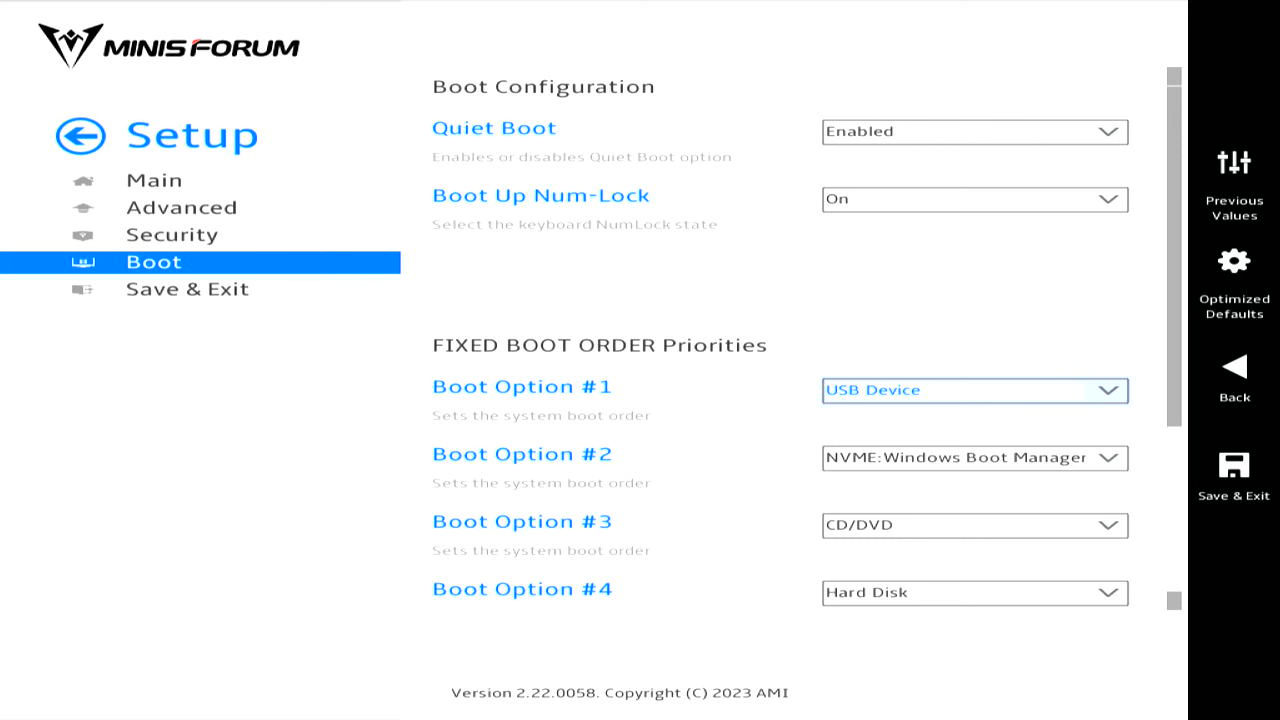 MINISFORUM
Setup
Main
Advanced
Security
Boot
Save & Exit
Boot Configuration
Quiet Boot
Enabled
Enables or disables Quiet Boot option
Boot Up Num-Lock
On
Select the keyboard NumLock state
FIXED BOOT ORDER Priorities
Boot Option #1
USB Device
Sets the system boot order
Boot Option #2
NVME:Windows Boot Manager
Sets the system boot order
Boot Option #3
CD/DVD
Sets the system boot order
Boot Option #4
Hard Disk
Version 2.22.0058. Copyright (C) 2023 AMI
Previous
Values
Optimized
Defaults
Back
Save & Exit